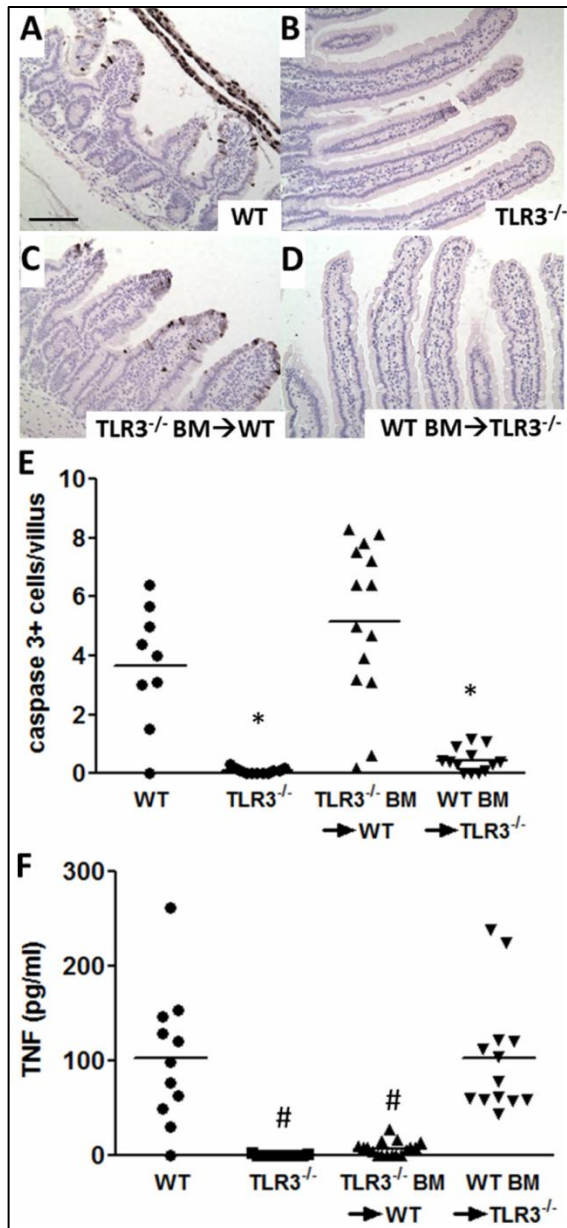 A
WT
B
TLR3-/-
C
TLR3-/- BM→WT
D
WT BM→TLR3-/-
E
caspase 3+ cells/villus
10
8
6
4
2
0
*
*
WT
TLR3-/-
TLR3-/- BM
→WT
WT BM
→TLR3-/-
F
TNF (pg/ml)
300
200
100
0
#
#
WT
TLR3-/-
TLR3-/- BM
→WT
WT BM
→TLR3-/-